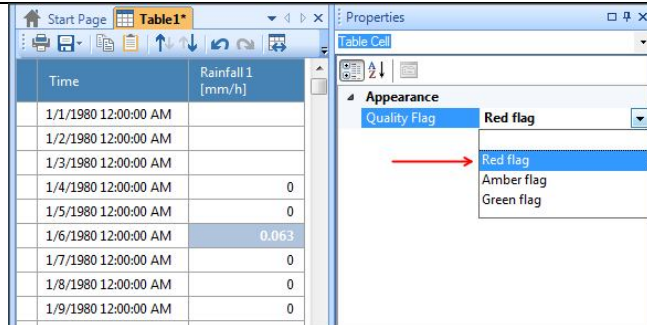 Start Page Table1*
Time Rainfall 1
[mm/h]
1/1/1980 12:00:00 AM
1/2/1980 12:00:00 AM
1/3/1980 12:00:00 AM
1/4/1980 12:00:00 AM 0
1/5/1980 12:00:00 AM 0
1/6/1980 12:00:00 AM 0.063
1/7/1980 12:00:00 AM 0
1/8/1980 12:00:00 AM 0
1/9/1980 12:00:00 AM 0
Properties
Table Cell
Appearance
Quality Flag Red flag
Red flag
Amber flag
Green flag